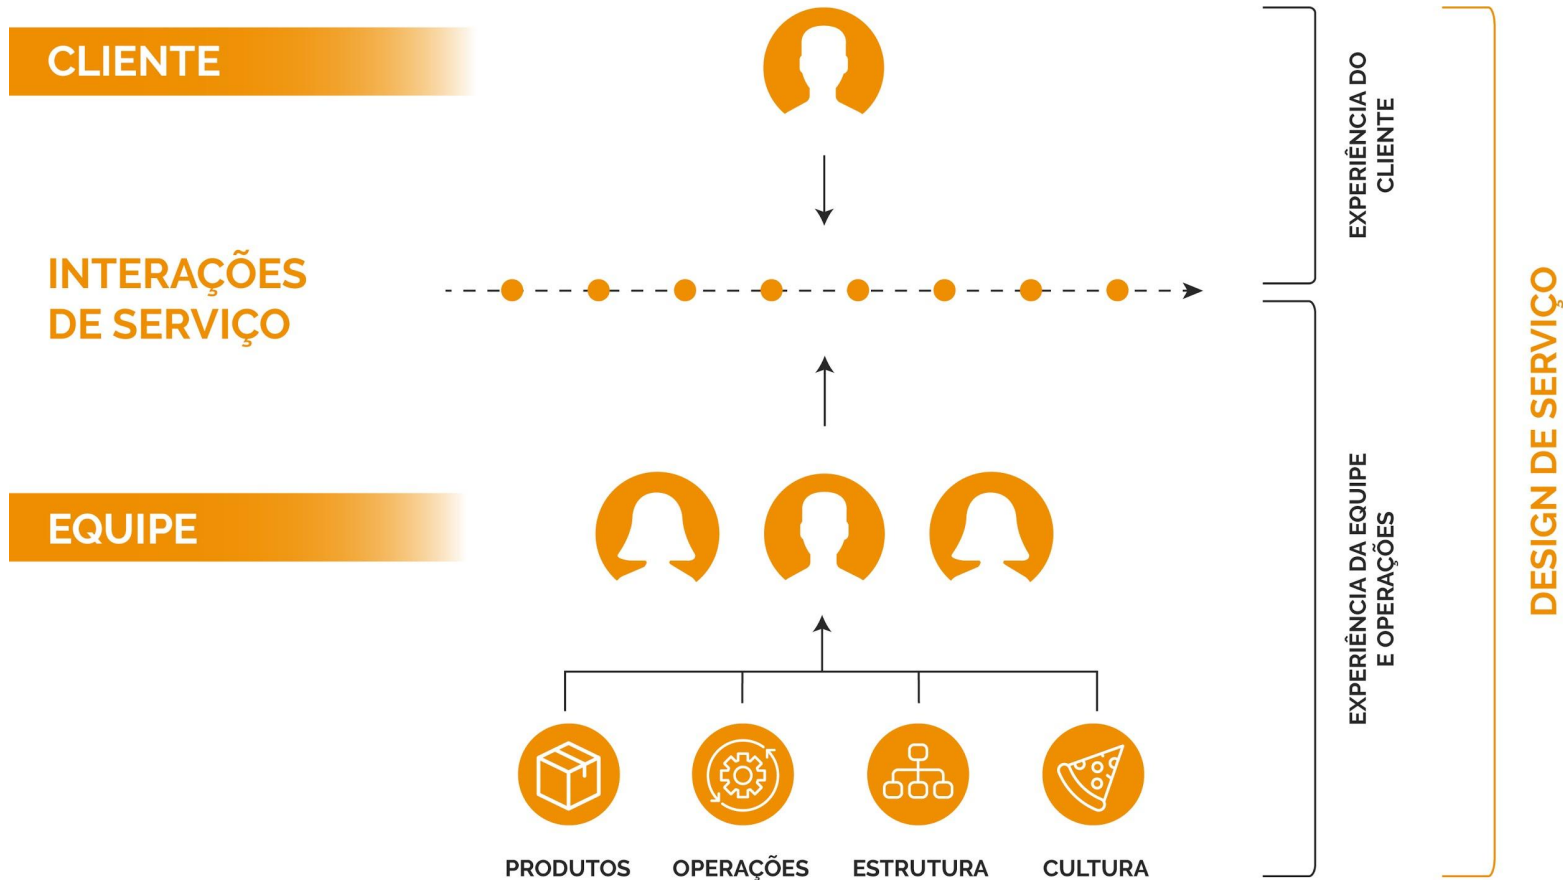 CLIENTE
EXPERIÊNCIA DO
CLIENTE
INTERAÇÕES
DE SERVIÇO
DESIGN DE SERVIÇO
EQUIPE
EXPERIÊNCIA DA EQUIPE
E OPERAÇÕES
PRODUTOS
OPERAÇÕES
ESTRUTURA
CULTURA